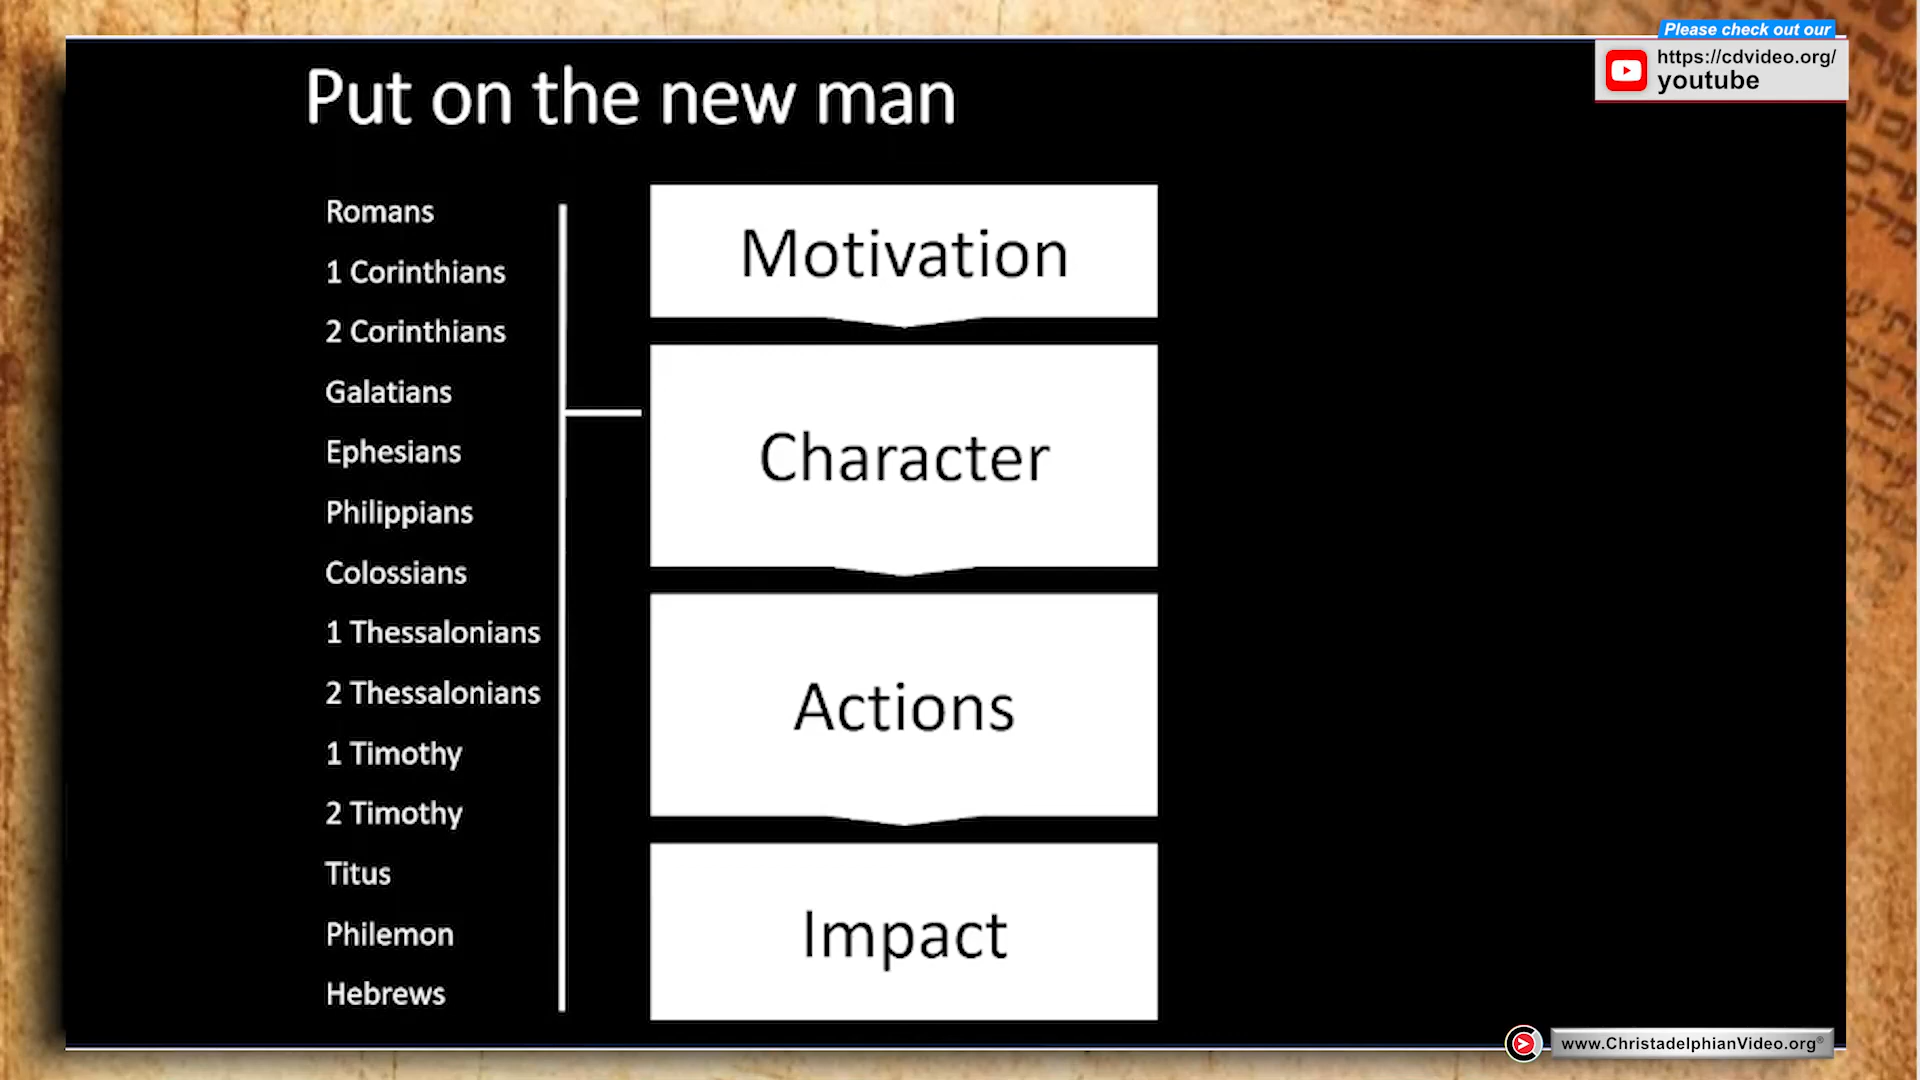 Please check out our
https://cdvideo.org/
youtube
Put on the new man
Romans
1 Corinthians
2 Corinthians
Galatians
Ephesians
Philippians
Colossians
1 Thessalonians
2 Thessalonians
1 Timothy
2 Timothy
Titus
Philemon
Hebrews
Motivation
Character
Actions
Impact
www.ChristadelphianVideo.org®